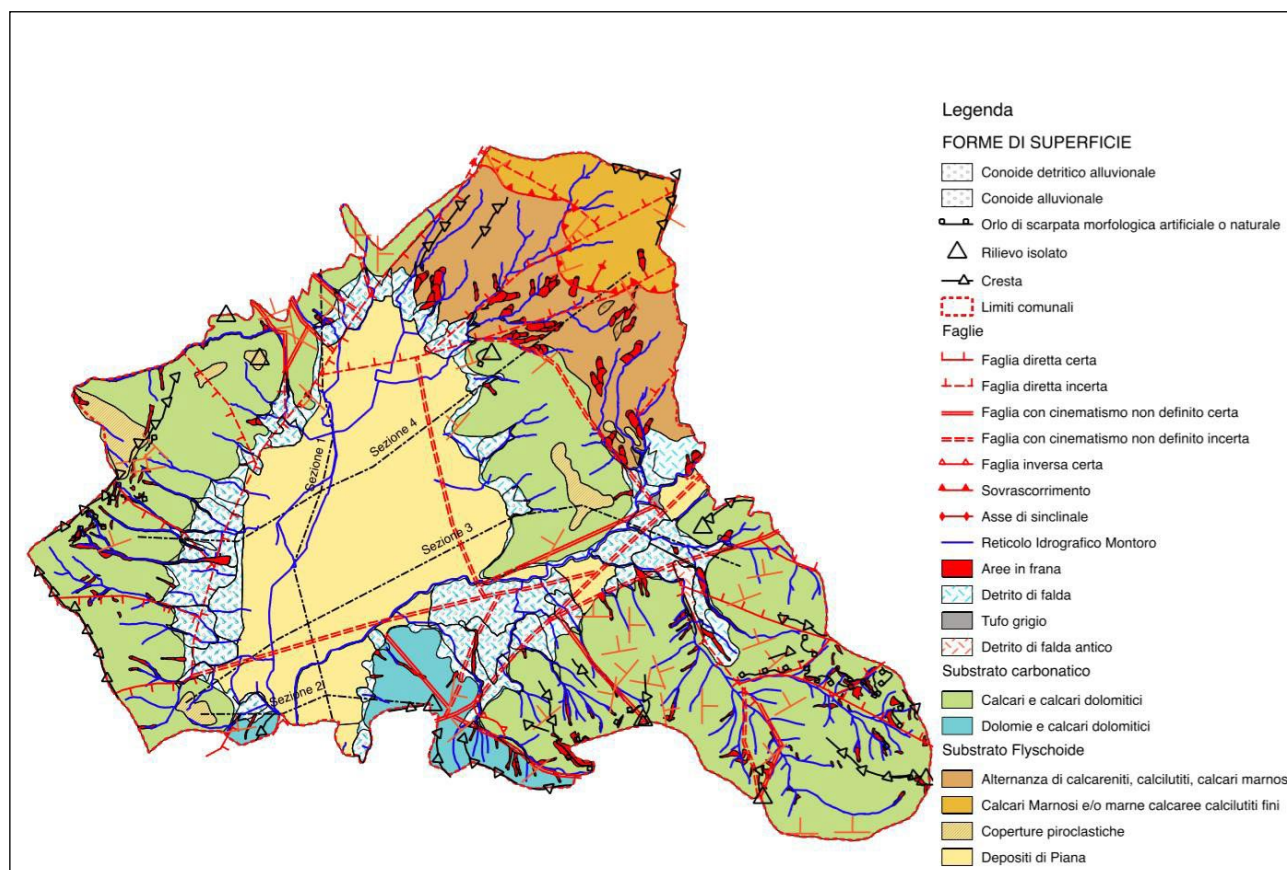 Legenda
FORME DI SUPERFICIE
Conoide detritico alluvionale
Conoide alluvionale
Orlo di scarpata morfologica artificiale o naturale
Rilievo isolato
Cresta
Limiti comunali
Faglie
Faglia diretta certa
Faglia diretta incerta
Faglia con cinematismo non definito certa
Faglia con cinematismo non definito incerta
Faglia inversa certa
Sovrascorrimento
Asse di sinclinale
Reticolo Idrografico Montoro
Aree in frana
Detrito di falda
Tufo grigio
Detrito di falda antico
Substrato carbonatico
Calcari e calcari dolomitici
Dolomie e calcari dolomitici
Substrato Flyschoide
Alternanza di calcareniti, calcilutiti, calcari marnos
Calcari Marnosi e/o marne calcaree calcilutiti fini
Coperture piroclastiche
Depositi di Piana
Sezione 1
Sezione 4
Sezione 3
Sezione 2